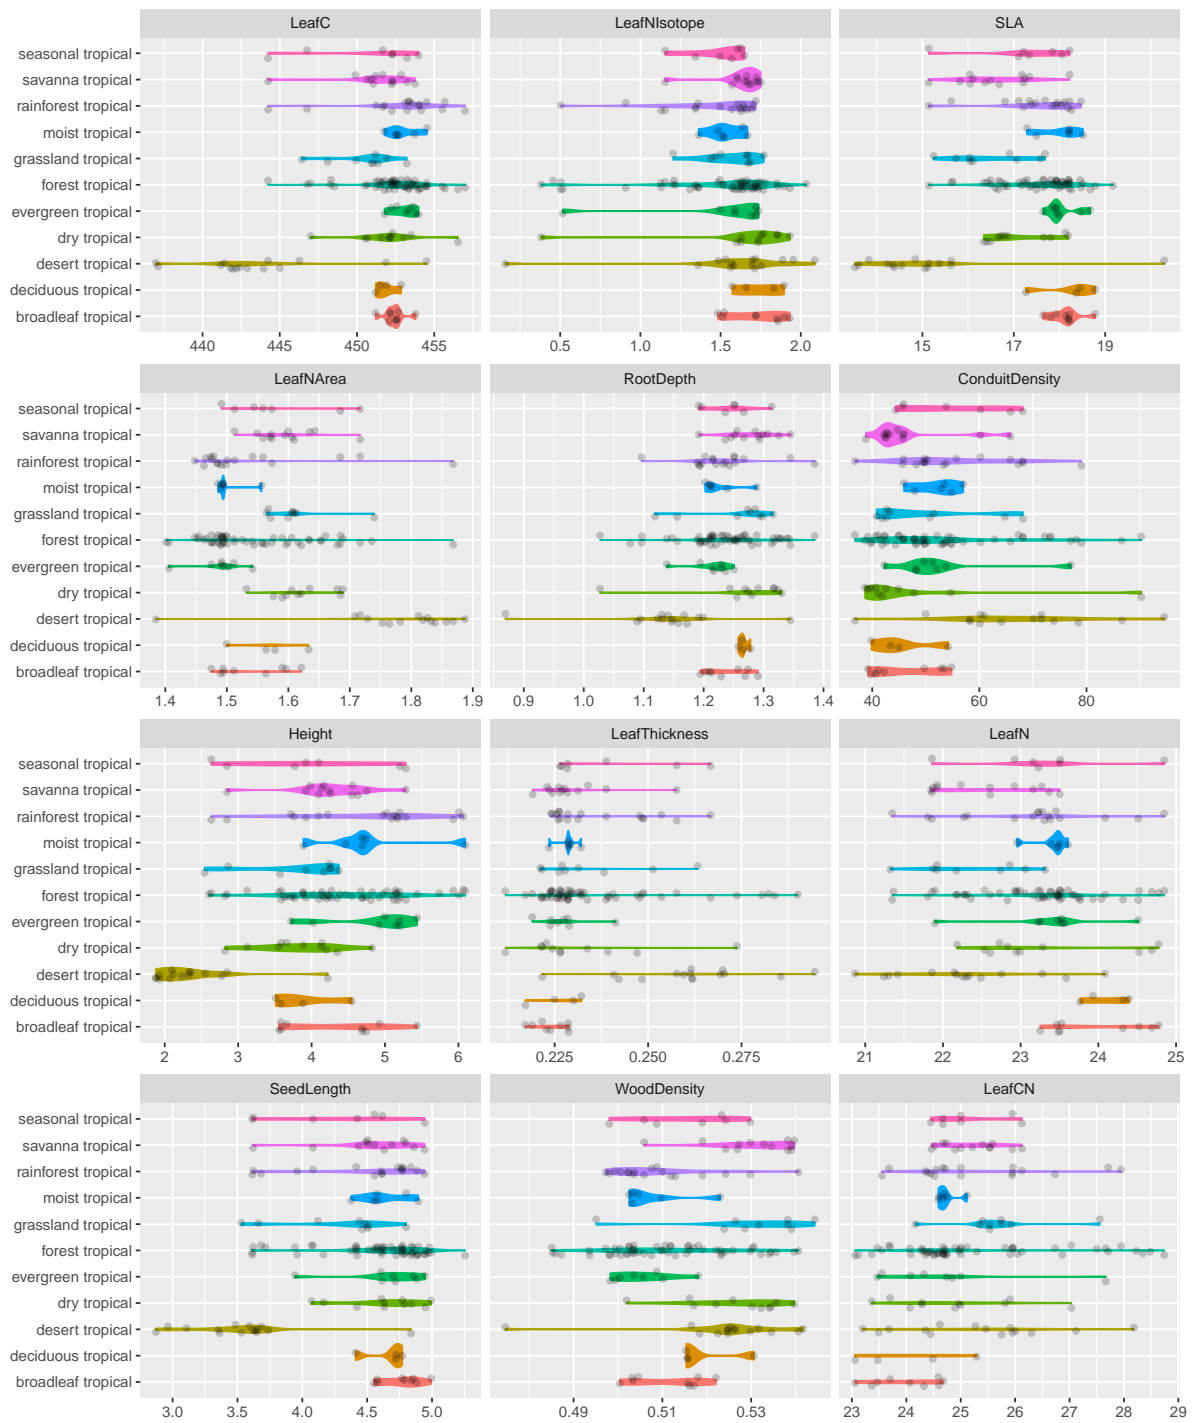 LeafC LeafNIsotope SLA
seasonal tropical
savanna tropical
rainforest tropical
moist tropical
grassland tropical
forest tropical
evergreen tropical
dry tropical
desert tropical
deciduous tropical
broadleaf tropical
440 445 450 455 0.5 1.0 1.5 2.0 15 17 19
LeafNArea RootDepth ConduitDensity
seasonal tropical
savanna tropical
rainforest tropical
moist tropical
grassland tropical
forest tropical
evergreen tropical
dry tropical
desert tropical
deciduous tropical
broadleaf tropical
1.4 1.5 1.6 1.7 1.8 1.9 0.9 1.0 1.1 1.2 1.3 1.4 40 60 80
Height LeafThickness LeafN
seasonal tropical
savanna tropical
rainforest tropical
moist tropical
grassland tropical
forest tropical
evergreen tropical
dry tropical
desert tropical
deciduous tropical
broadleaf tropical
2 3 4 5 6 0.225 0.250 0.275 21 22 23 24 25
SeedLength WoodDensity LeafCN
seasonal tropical
savanna tropical
rainforest tropical
moist tropical
grassland tropical
forest tropical
evergreen tropical
dry tropical
desert tropical
deciduous tropical
broadleaf tropical
3.0 3.5 4.0 4.5 5.0 0.49 0.51 0.53 23 24 25 26 27 28 29